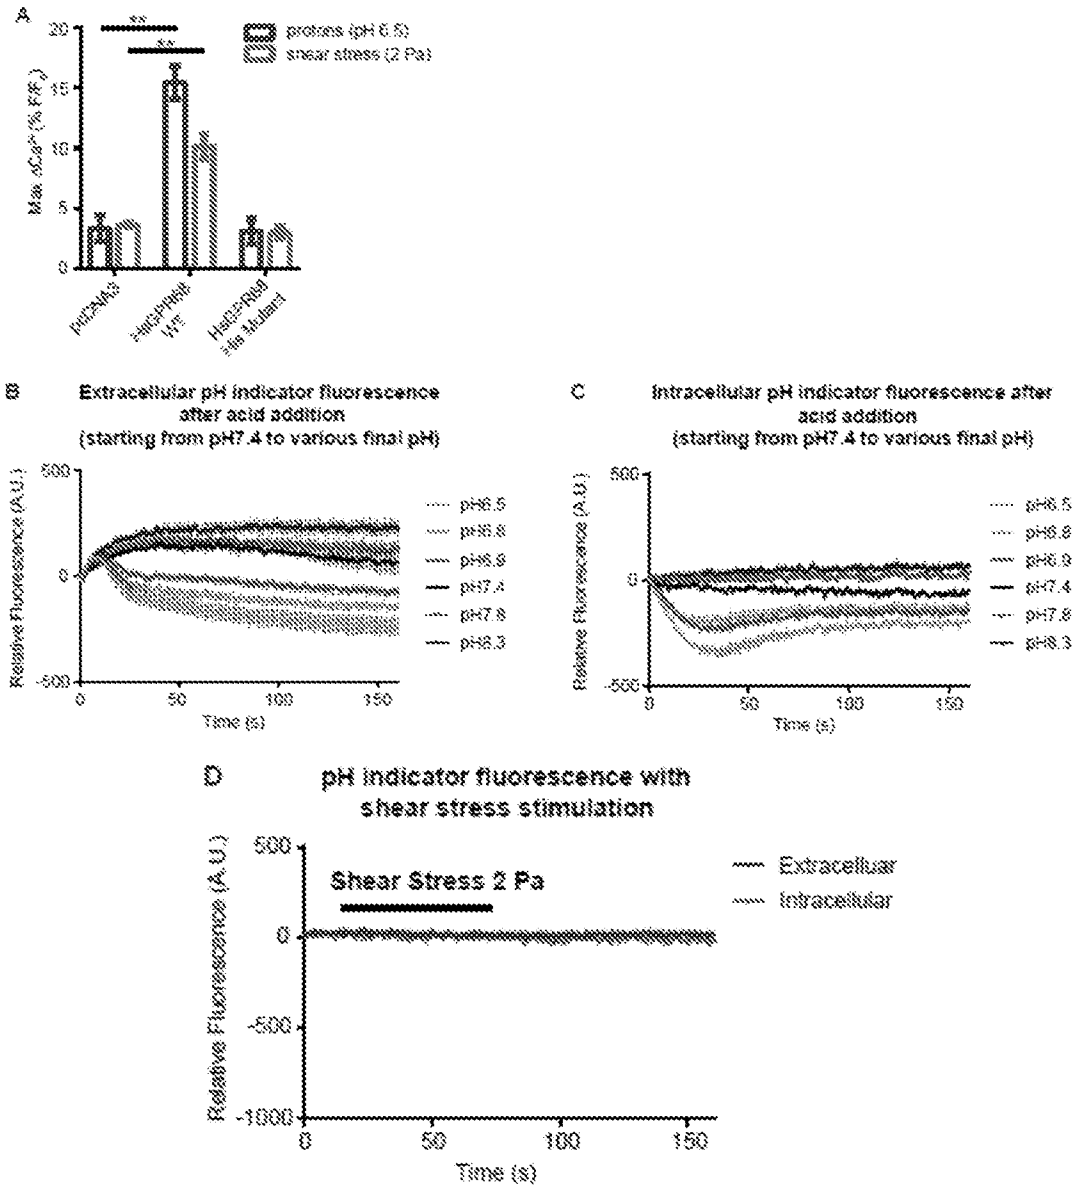 A
20
15
10
5
0
Max ΔCa²⁺ (% F/F₀)
**
**
protons (pH 6.5)
shear stress (2 Pa)
pcDNA3
WT
His Mutant
B
Extracellular pH indicator fluorescence
after acid addition
(starting from pH7.4 to various final pH)
Relative Fluorescence (A.U.)
500
0
-500
0
50
100
150
Time (s)
pH6.5
pH6.8
pH6.9
pH7.4
pH7.8
pH8.3
C
Intracellular pH indicator fluorescence after
acid addition
(starting from pH7.4 to various final pH)
Relative Fluorescence (A.U.)
500
0
-500
0
50
100
150
Time (s)
pH6.5
pH6.8
pH6.9
pH7.4
pH7.8
pH8.3
D
pH indicator fluorescence with
shear stress stimulation
Relative Fluorescence (A.U.)
500
0
-500
-1000
Shear Stress 2 Pa
0
50
100
150
Time (s)
Extracelluar
Intracellular